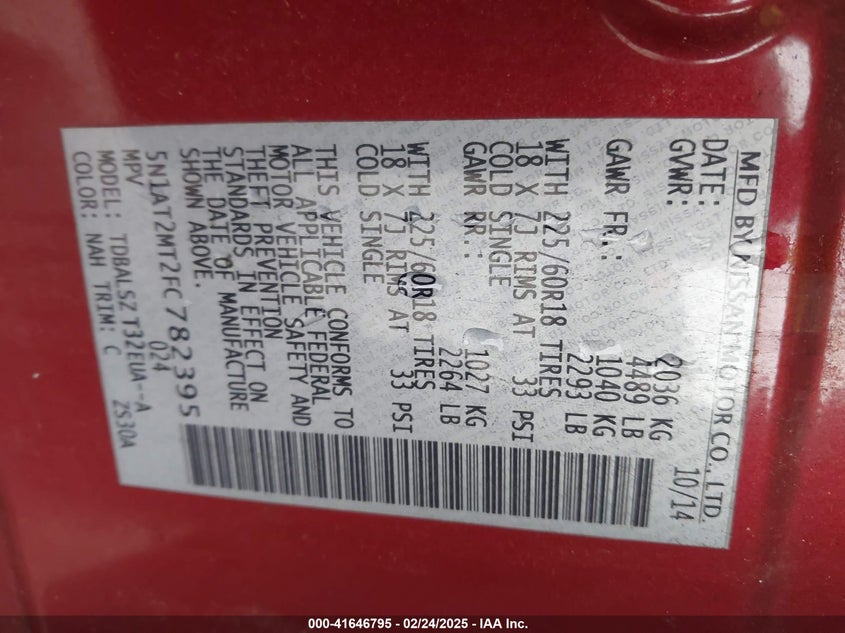 MFD BY NISSAN MOTOR CO., LTD.
DATE: 10/14
GVWR: 2036 KG
4489 LB
GAWR FR.: 1040 KG
2293 LB
WITH 225/60R18 TIRES
18 X 7J RIMS AT 33 PSI
COLD SINGLE
GAWR RR.: 1027 KG
2264 LB
WITH 225/60R18 TIRES
18 X 7J RIMS AT 33 PSI
COLD SINGLE
THIS VEHICLE CONFORMS TO
ALL APPLICABLE FEDERAL
MOTOR VEHICLE SAFETY AND
THEFT PREVENTION
STANDARDS IN EFFECT ON
THE DATE OF MANUFACTURE
SHOWN ABOVE.
5N1AT2MT2FC782395
MPV 024
MODEL: TDBALSZ T32EUA--A
COLOR: NAH TRIM: C ZS30A
000-41646795 - 02/24/2025 - IAA Inc.